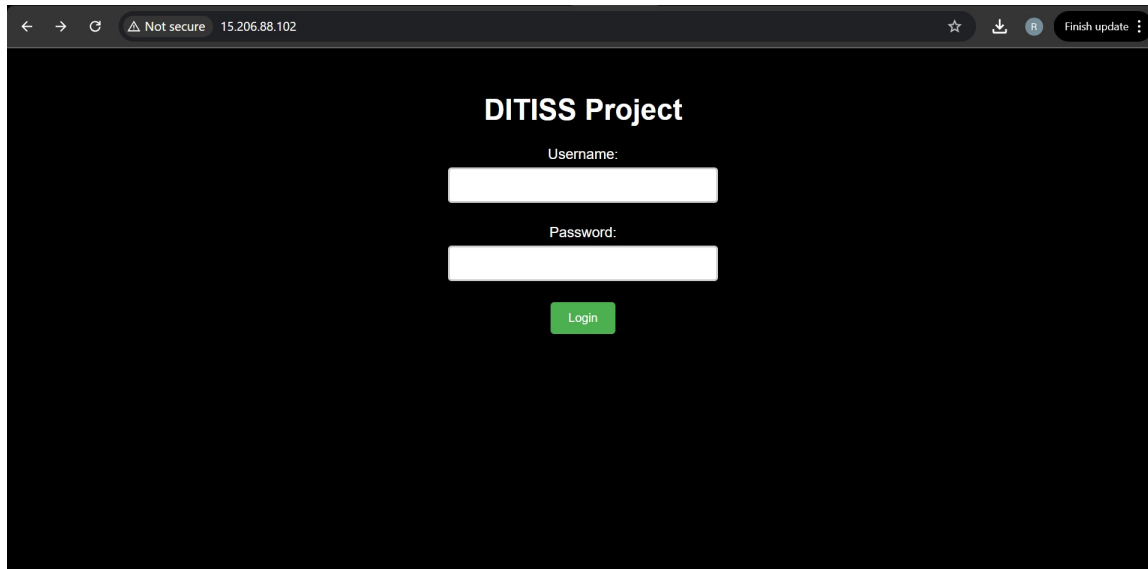 Not secure 15.206.88.102 R Finish update
DITISS Project
Username:
Password:
Login